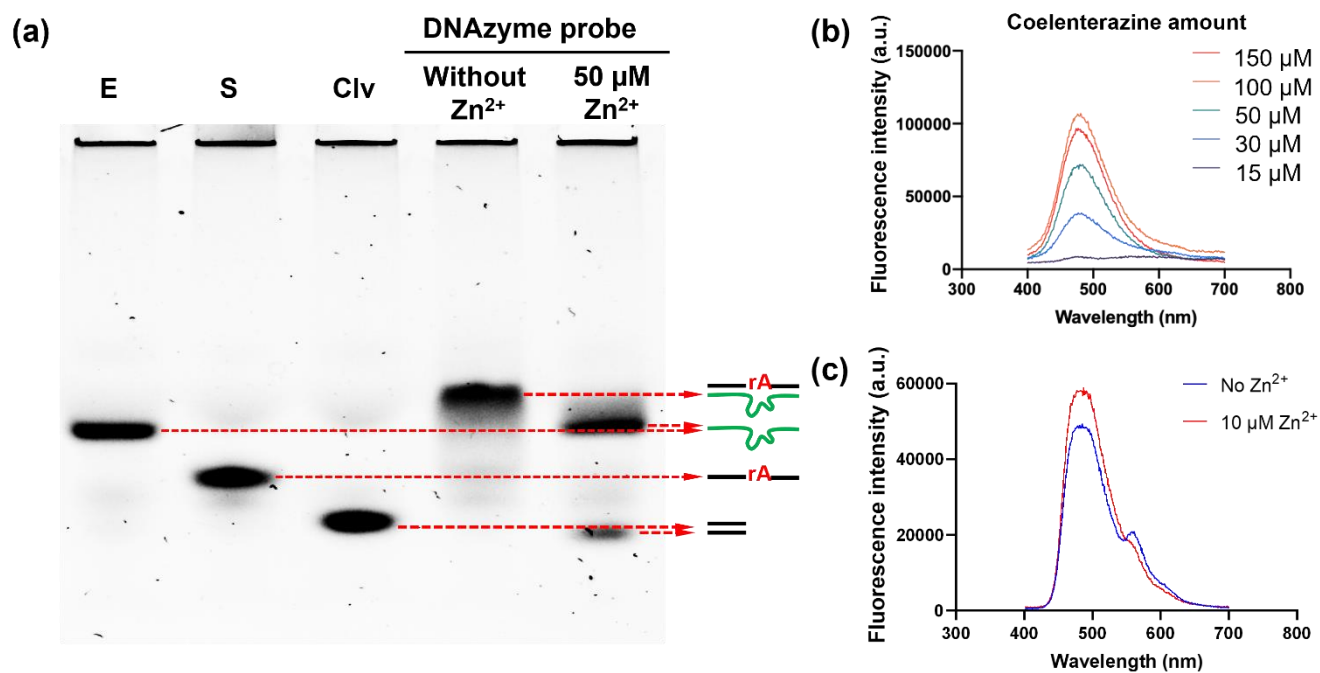 (a)
DNAzyme probe
E
S
Clv
Without
Zn²⁺
50 µM
Zn²⁺
rA
rA
(b)
Coelenterazine amount
Fluorescence intensity (a.u.)
150000
100000
50000
0
300 400 500 600 700 800
Wavelength (nm)
150 µM
100 µM
50 µM
30 µM
15 µM
(c)
Fluorescence intensity (a.u.)
60000
40000
20000
0
300 400 500 600 700 800
Wavelength (nm)
No Zn²⁺
10 µM Zn²⁺